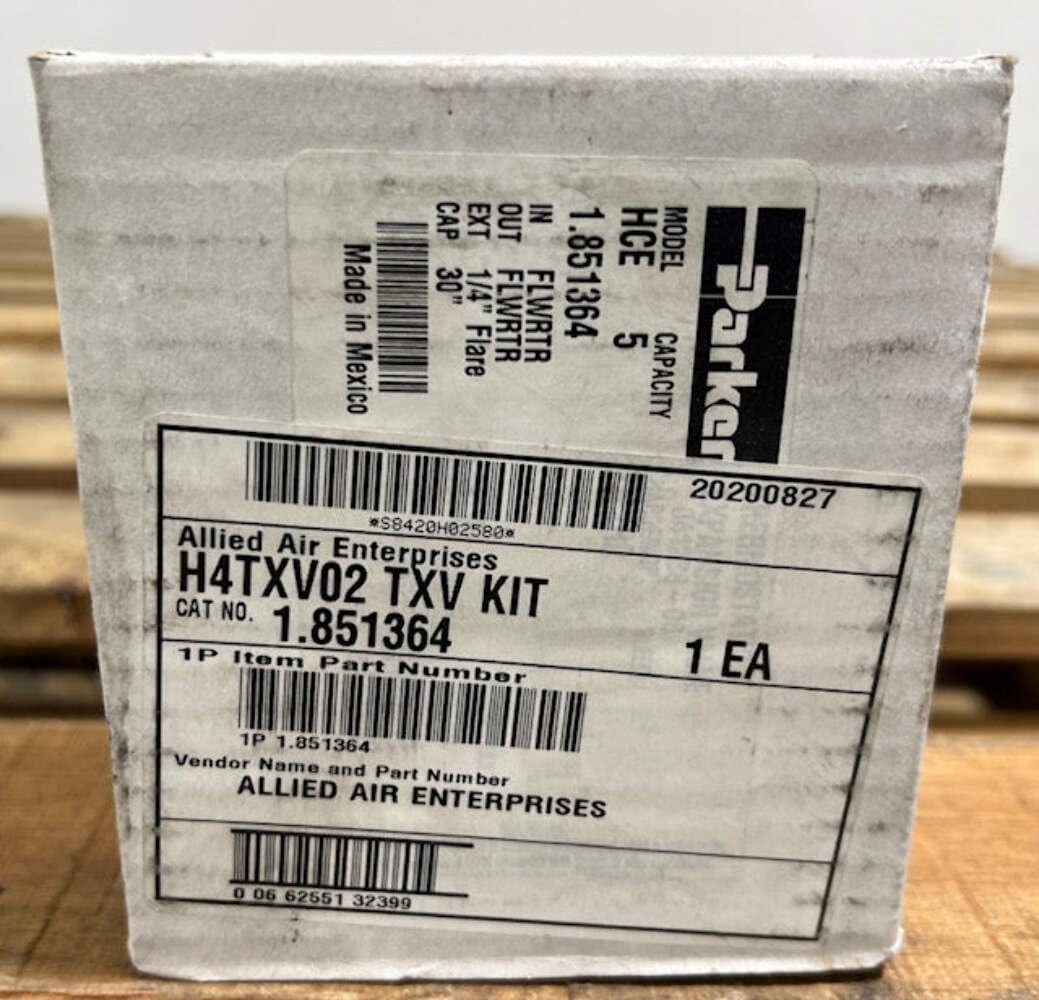 Parker
MODEL CAPACITY
HCE 5
1.851364
IN FLWRTR
OUT FLWRTR
EXT 1/4" Flare
CAP 30"
Made in Mexico
20200827
*S8420H02580*
Allied Air Enterprises
H4TXV02 TXV KIT
CAT NO. 1.851364
1 EA
1P Item Part Number
1P 1.851364
Vendor Name and Part Number
ALLIED AIR ENTERPRISES
0 06 62551 32399